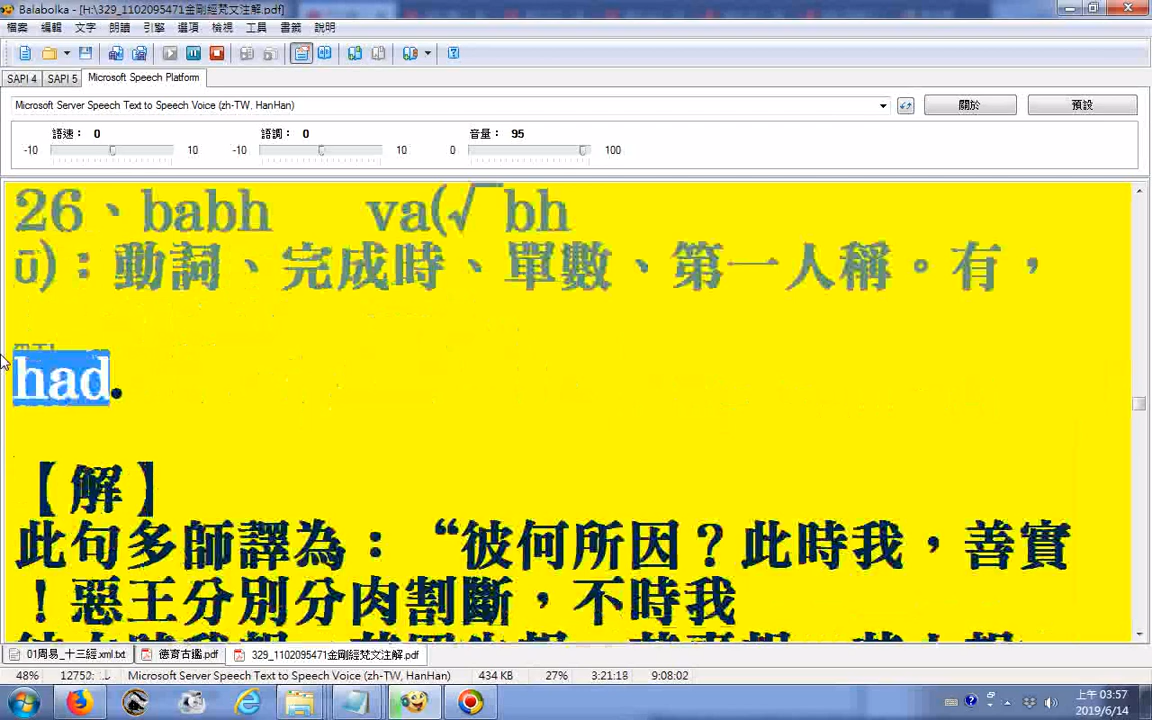 Balabolka - [H:\329_1102095471金剛經梵文注解.pdf]
檔案 編輯 文字 朗讀 引擎 選項 檢視 工具 書籤 說明
SAPI 4 SAPI 5 Microsoft Speech Platform
Microsoft Server Speech Text to Speech Voice (zh-TW, HanHan) 關於 預設
語速： 0 語調： 0 音量： 95
-10 10 -10 10 0 100
26、babh va(√ bh
ū)：動詞、完成時、單數、第一人稱。有，
had.
【解】
此句多師譯為：“彼何所因？此時我，善實
！惡王分別分肉割斷，不時我
01周易_十三經.xml.txt 德育古鑑.pdf 329_1102095471金剛經梵文注解.pdf
48% Microsoft Server Speech Text to Speech Voice (zh-TW, HanHan) 434 KB 27% 3:21:18 9:08:02
上午 03:57
2019/6/14